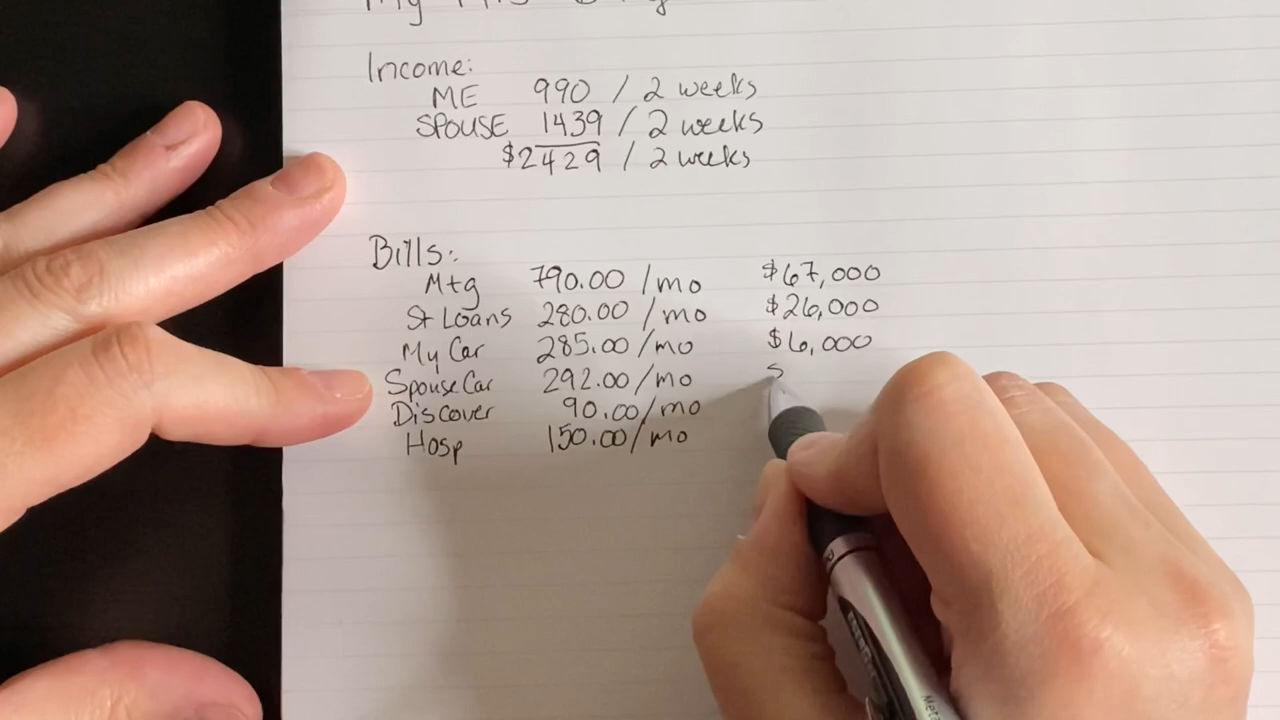 My
Income:
ME 990 / 2 weeks
SPOUSE 1439 / 2 weeks
$2429 / 2 weeks
Bills:
Mtg 790.00 /mo $67,000
St Loans 280.00 /mo $26,000
My Car 285.00 /mo $6,000
Spouse Car 292.00/mo
Discover 90.00/mo
Hosp 150.00/mo